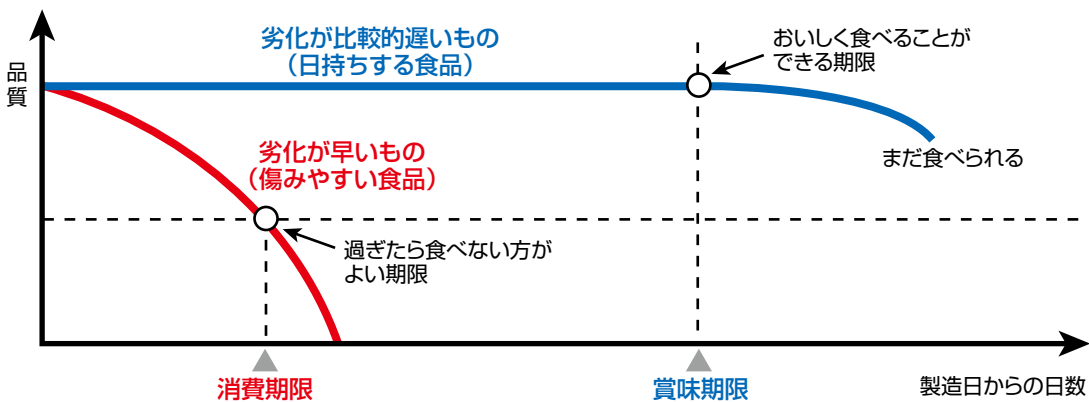 品質
劣化が比較的遅いもの
（日持ちする食品）
おいしく食べることが
できる期限
まだ食べられる
劣化が早いもの
（傷みやすい食品）
過ぎたら食べない方が
よい期限
消費期限
賞味期限
製造日からの日数